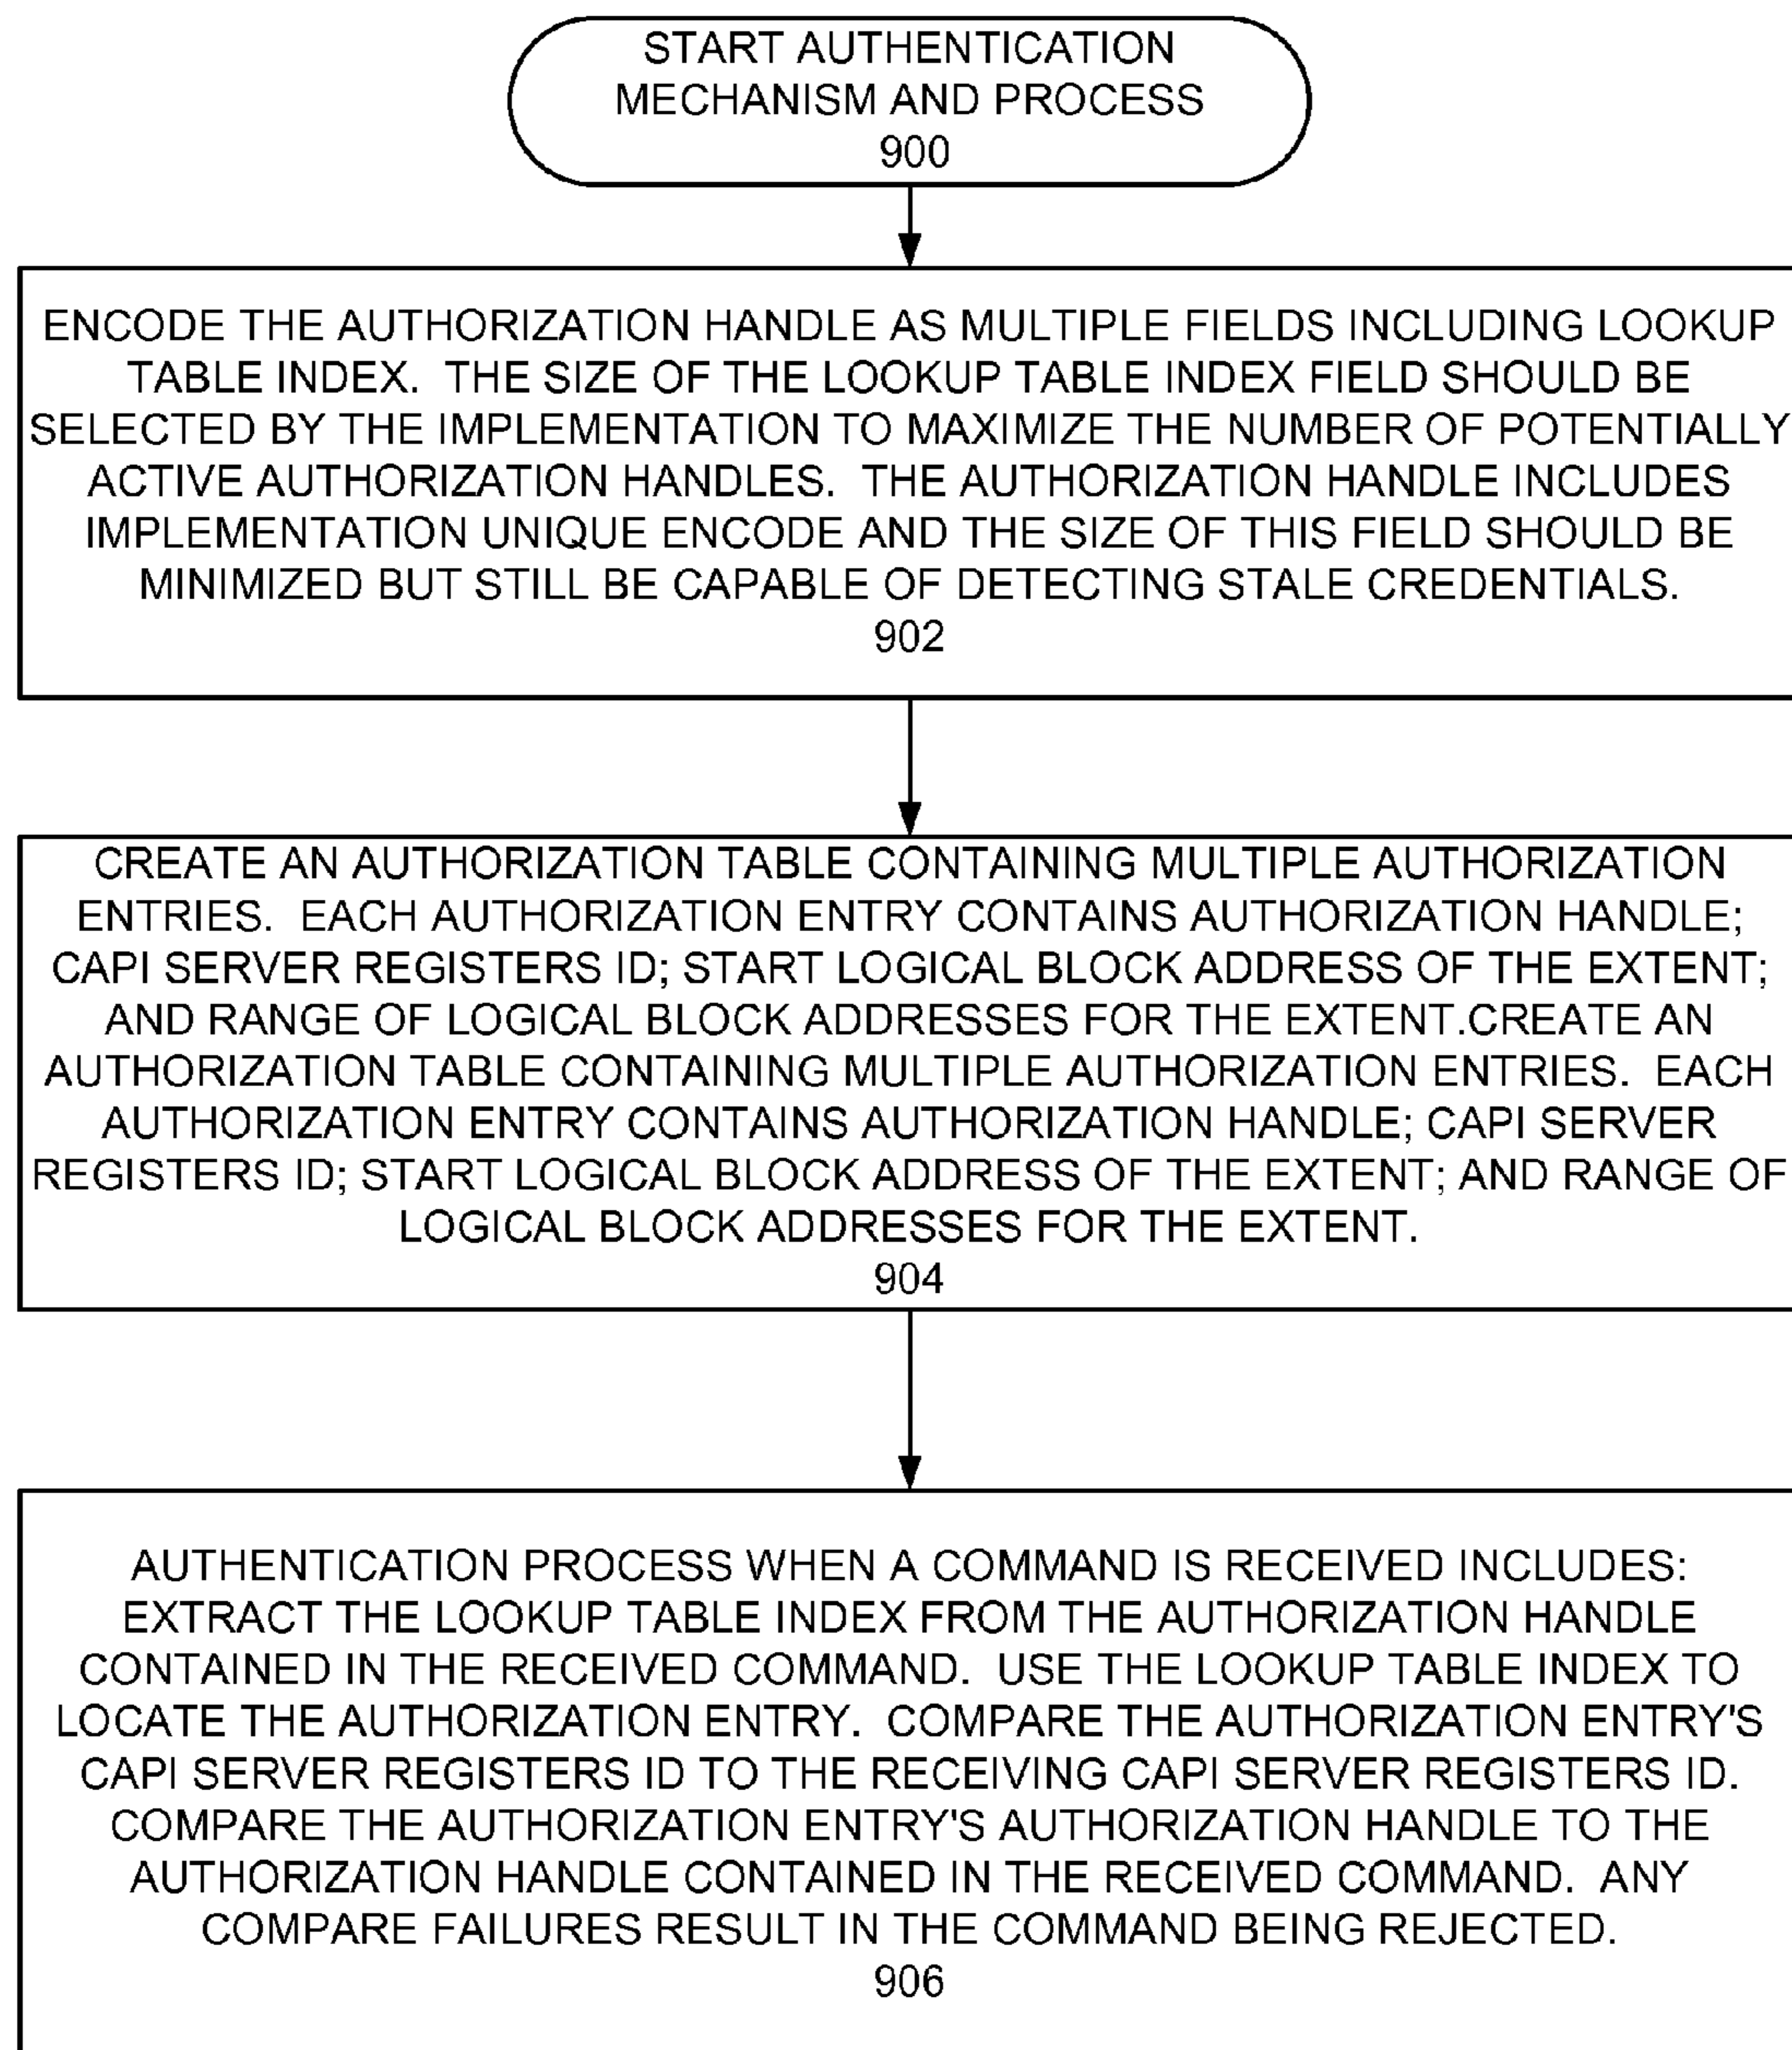 START AUTHENTICATION
MECHANISM AND PROCESS
900
ENCODE THE AUTHORIZATION HANDLE AS MULTIPLE FIELDS INCLUDING LOOKUP
TABLE INDEX.  THE SIZE OF THE LOOKUP TABLE INDEX FIELD SHOULD BE
SELECTED BY THE IMPLEMENTATION TO MAXIMIZE THE NUMBER OF POTENTIALLY
ACTIVE AUTHORIZATION HANDLES.  THE AUTHORIZATION HANDLE INCLUDES
IMPLEMENTATION UNIQUE ENCODE AND THE SIZE OF THIS FIELD SHOULD BE
MINIMIZED BUT STILL BE CAPABLE OF DETECTING STALE CREDENTIALS.
902
CREATE AN AUTHORIZATION TABLE CONTAINING MULTIPLE AUTHORIZATION
ENTRIES.  EACH AUTHORIZATION ENTRY CONTAINS AUTHORIZATION HANDLE;
CAPI SERVER REGISTERS ID; START LOGICAL BLOCK ADDRESS OF THE EXTENT;
AND RANGE OF LOGICAL BLOCK ADDRESSES FOR THE EXTENT.CREATE AN
AUTHORIZATION TABLE CONTAINING MULTIPLE AUTHORIZATION ENTRIES.  EACH
AUTHORIZATION ENTRY CONTAINS AUTHORIZATION HANDLE; CAPI SERVER
REGISTERS ID; START LOGICAL BLOCK ADDRESS OF THE EXTENT; AND RANGE OF
LOGICAL BLOCK ADDRESSES FOR THE EXTENT.
904
AUTHENTICATION PROCESS WHEN A COMMAND IS RECEIVED INCLUDES:
EXTRACT THE LOOKUP TABLE INDEX FROM THE AUTHORIZATION HANDLE
CONTAINED IN THE RECEIVED COMMAND.  USE THE LOOKUP TABLE INDEX TO
LOCATE THE AUTHORIZATION ENTRY.  COMPARE THE AUTHORIZATION ENTRY'S
CAPI SERVER REGISTERS ID TO THE RECEIVING CAPI SERVER REGISTERS ID.
COMPARE THE AUTHORIZATION ENTRY'S AUTHORIZATION HANDLE TO THE
AUTHORIZATION HANDLE CONTAINED IN THE RECEIVED COMMAND.  ANY
COMPARE FAILURES RESULT IN THE COMMAND BEING REJECTED.
906